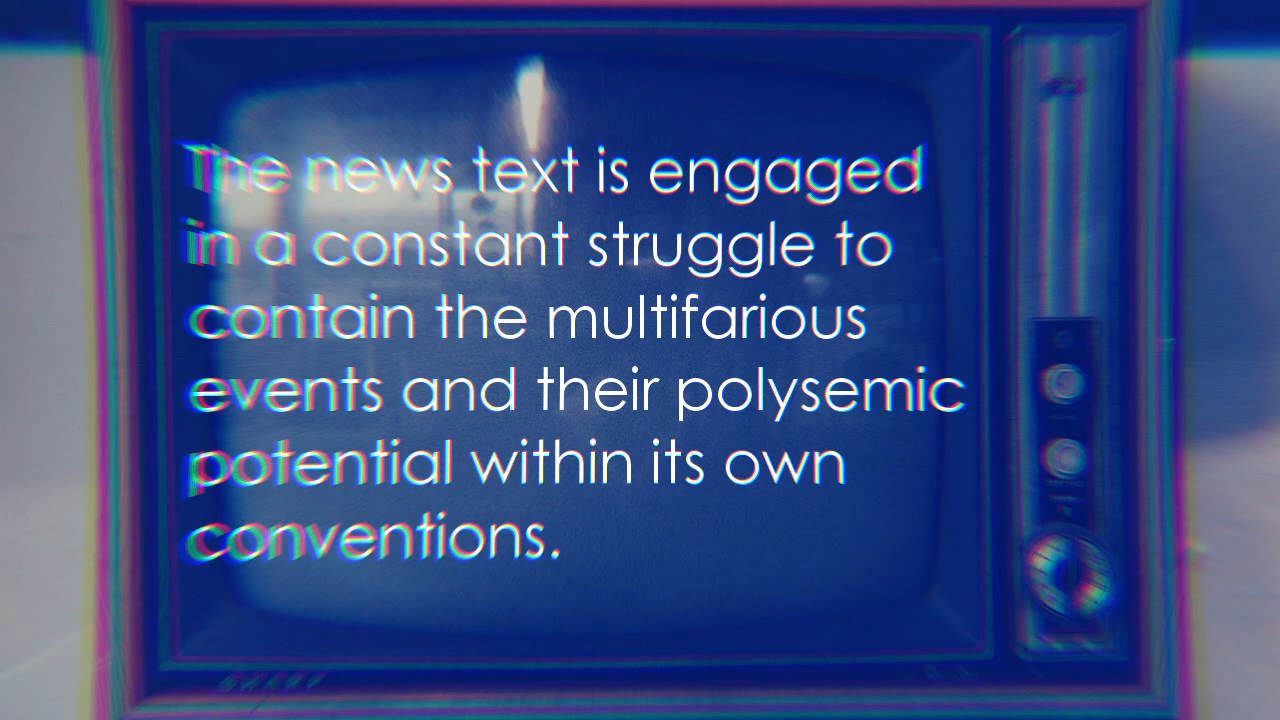 The news text is engaged
in a constant struggle to
contain the multifarious
events and their polysemic
potential within its own
conventions.
SHARP